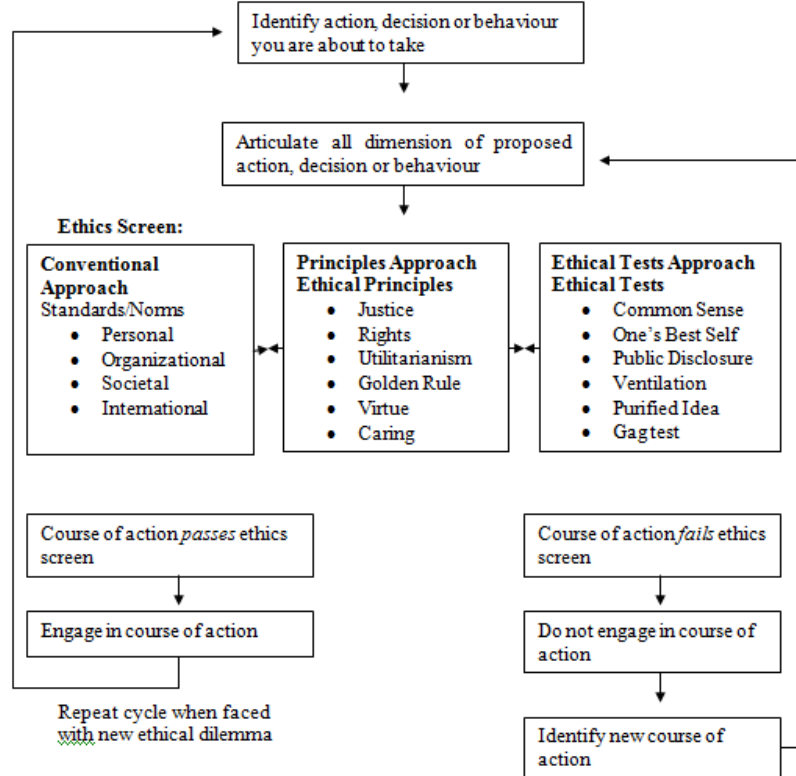 Identify action, decision or behaviour
you are about to take
Articulate all dimension of proposed
action, decision or behaviour
Ethics Screen:
Conventional
Approach
Standards/Norms
• Personal
• Organizational
• Societal
• International
Principles Approach
Ethical Principles
• Justice
• Rights
• Utilitarianism
• Golden Rule
• Virtue
• Caring
Ethical Tests Approach
Ethical Tests
• Common Sense
• One's Best Self
• Public Disclosure
• Ventilation
• Purified Idea
• Gag test
Course of action passes ethics
screen
Engage in course of action
Repeat cycle when faced
with new ethical dilemma
Course of action fails ethics
screen
Do not engage in course of
action
Identify new course of
action